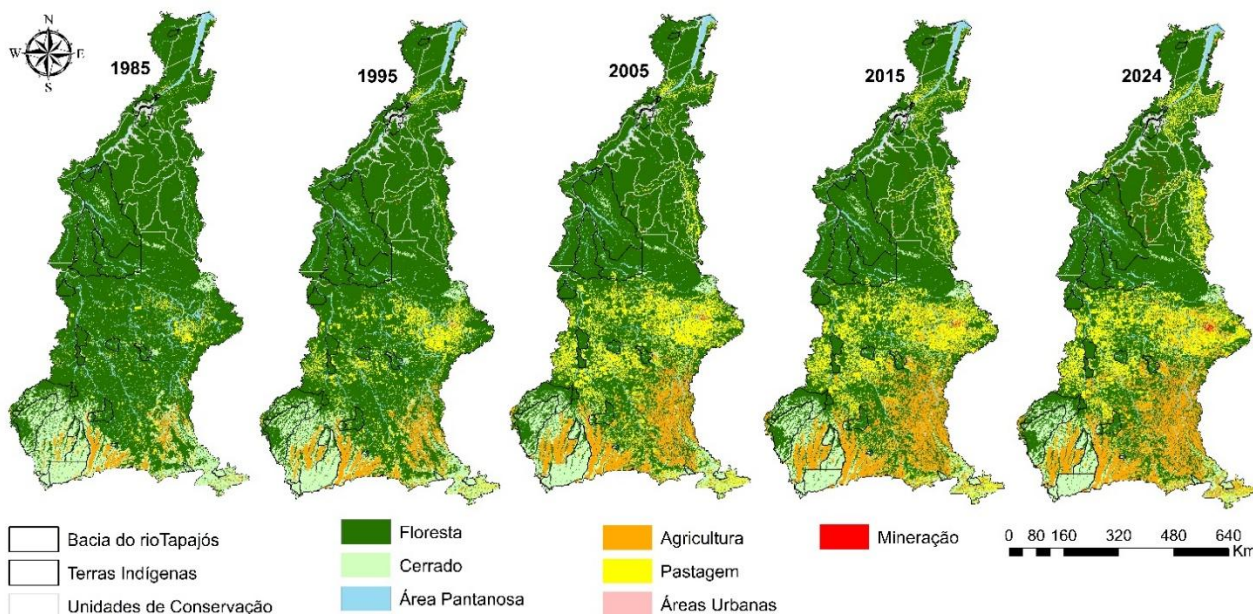 N
W E
S
1985
1995
2005
2015
2024
Bacia do rioTapajós
Terras Indígenas
Unidades de Conservação
Floresta
Cerrado
Área Pantanosa
Agricultura
Pastagem
Áreas Urbanas
Mineração
0 80 160 320 480 640
Km